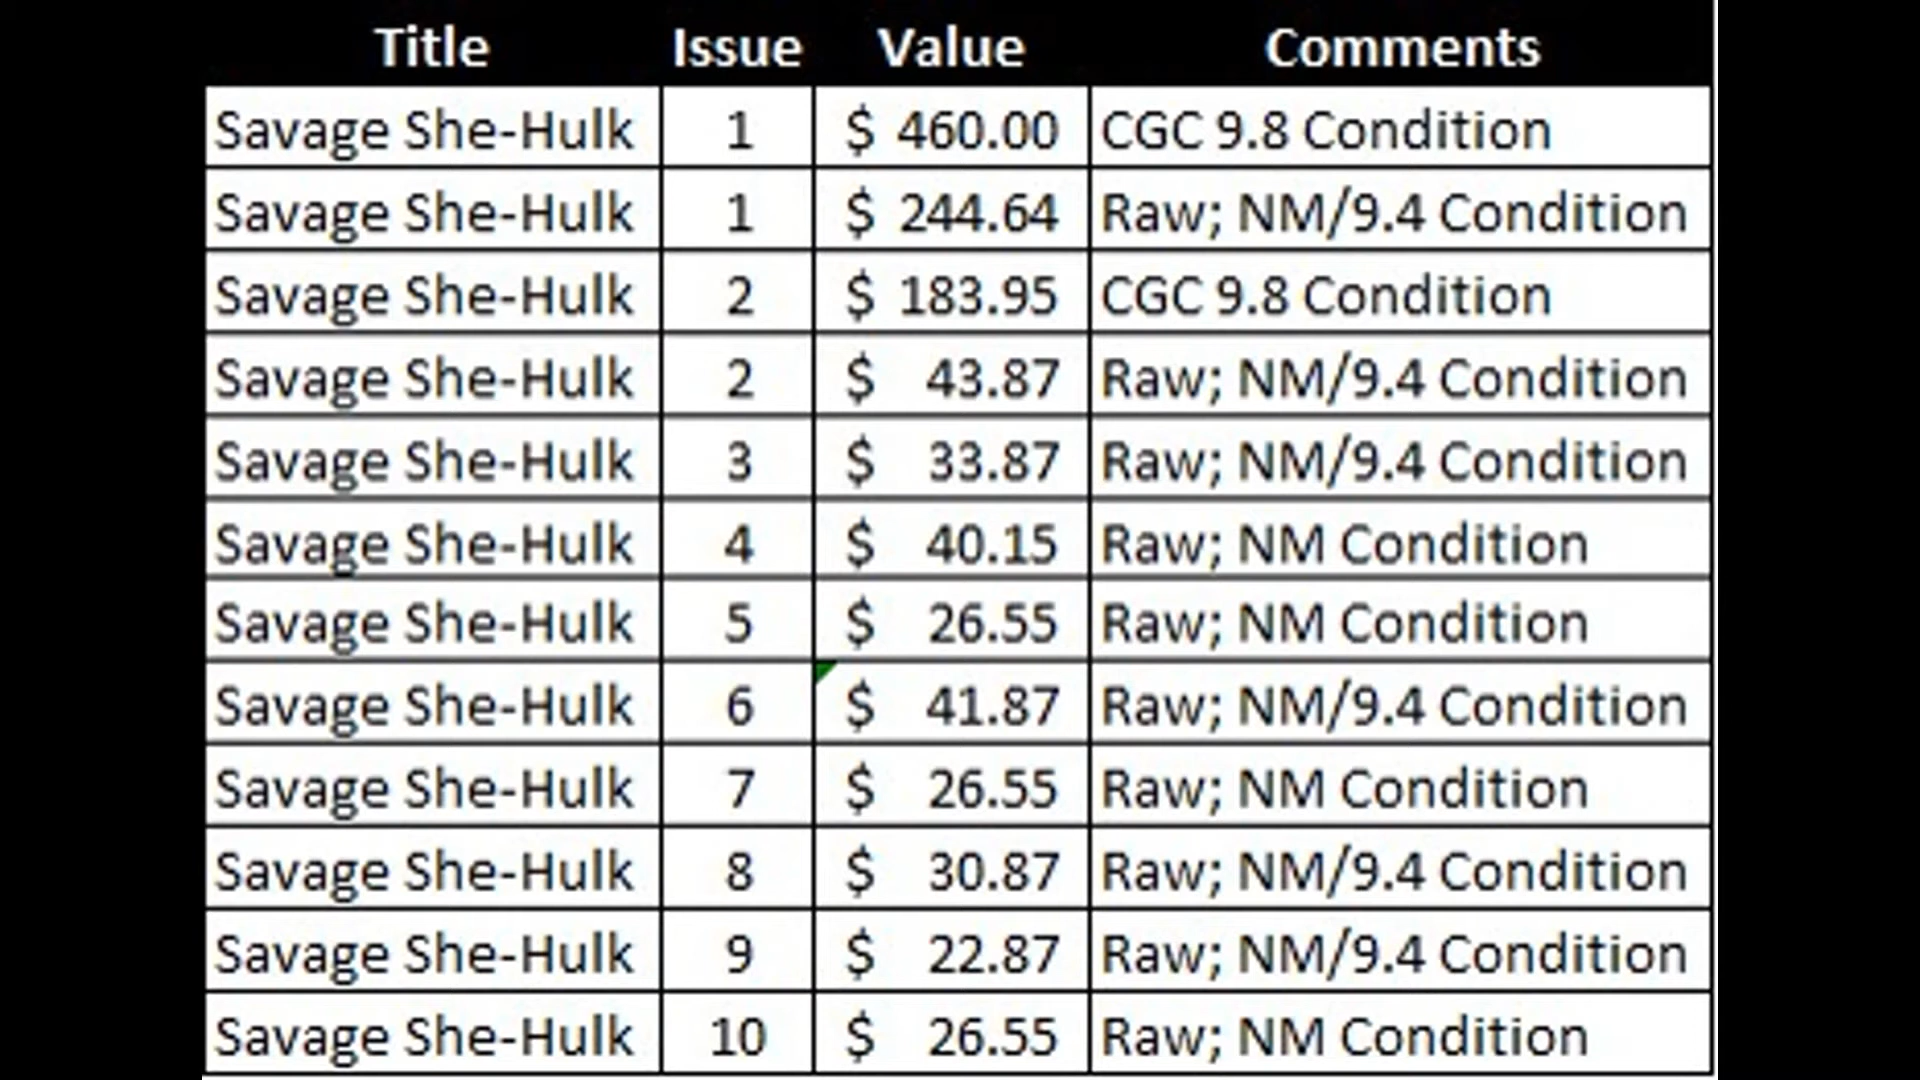 Title Issue Value Comments
Savage She-Hulk 1 $ 460.00 CGC 9.8 Condition
Savage She-Hulk 1 $ 244.64 Raw; NM/9.4 Condition
Savage She-Hulk 2 $ 183.95 CGC 9.8 Condition
Savage She-Hulk 2 $ 43.87 Raw; NM/9.4 Condition
Savage She-Hulk 3 $ 33.87 Raw; NM/9.4 Condition
Savage She-Hulk 4 $ 40.15 Raw; NM Condition
Savage She-Hulk 5 $ 26.55 Raw; NM Condition
Savage She-Hulk 6 $ 41.87 Raw; NM/9.4 Condition
Savage She-Hulk 7 $ 26.55 Raw; NM Condition
Savage She-Hulk 8 $ 30.87 Raw; NM/9.4 Condition
Savage She-Hulk 9 $ 22.87 Raw; NM/9.4 Condition
Savage She-Hulk 10 $ 26.55 Raw; NM Condition